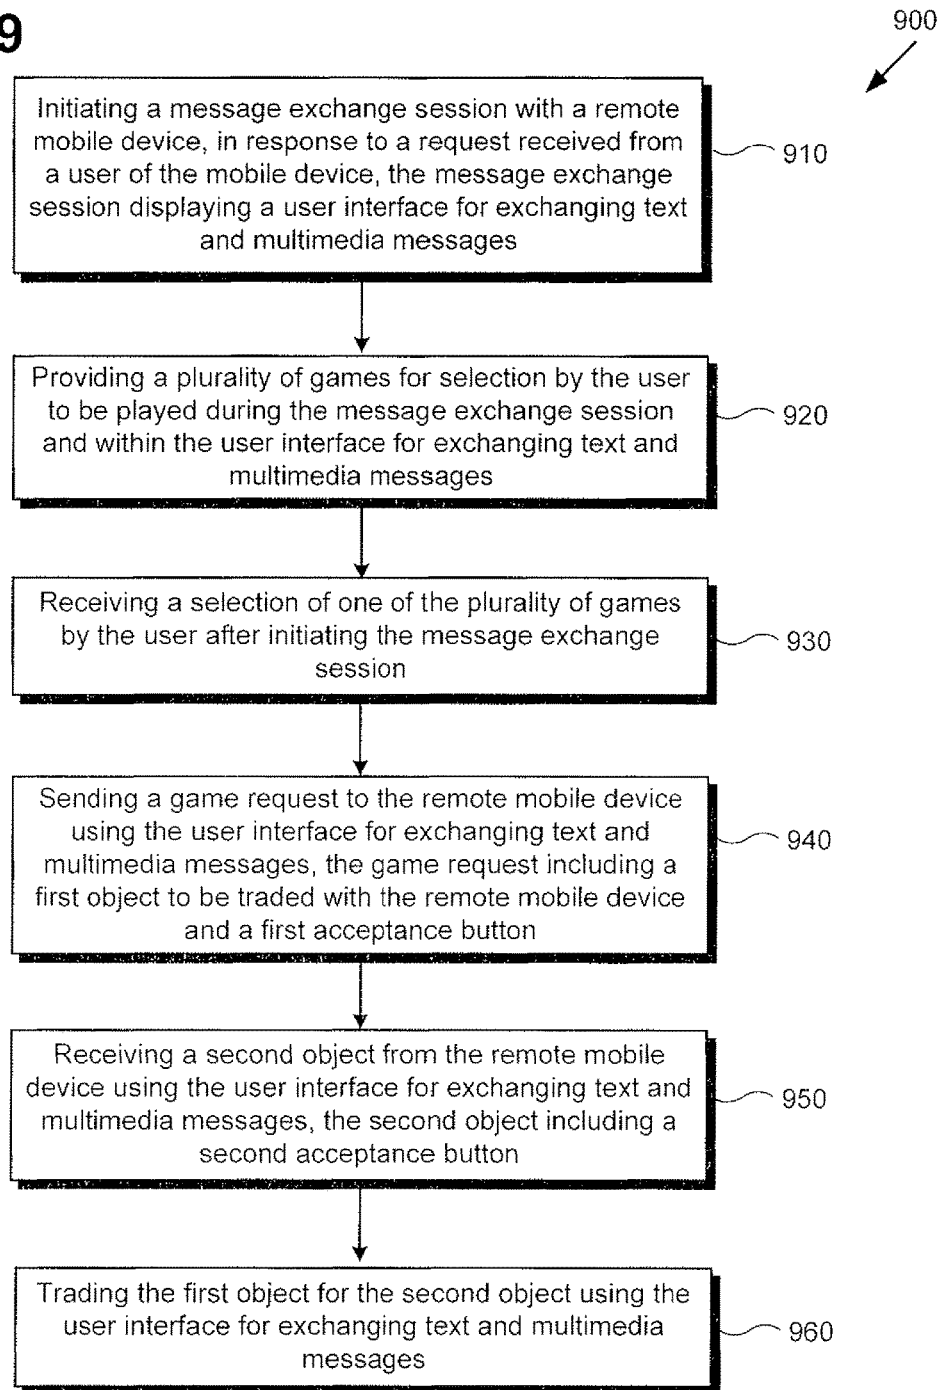 9
900
Initiating a message exchange session with a remote
mobile device, in response to a request received from
a user of the mobile device, the message exchange
session displaying a user interface for exchanging text
and multimedia messages
910
Providing a plurality of games for selection by the user
to be played during the message exchange session
and within the user interface for exchanging text and
multimedia messages
920
Receiving a selection of one of the plurality of games
by the user after initiating the message exchange
session
930
Sending a game request to the remote mobile device
using the user interface for exchanging text and
multimedia messages, the game request including a
first object to be traded with the remote mobile device
and a first acceptance button
940
Receiving a second object from the remote mobile
device using the user interface for exchanging text and
multimedia messages, the second object including a
second acceptance button
950
Trading the first object for the second object using the
user interface for exchanging text and multimedia
messages
960